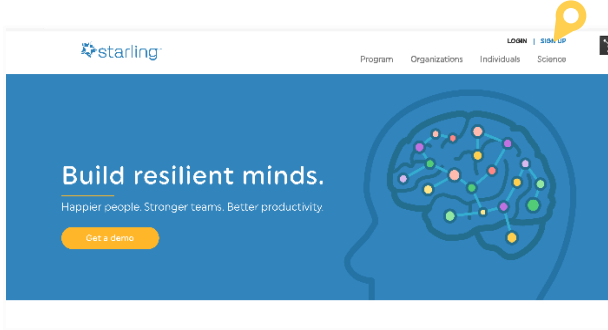 LOGIN | SIGN UP
starling
Program Organizations Individuals Science
Build resilient minds.
Happier people. Stronger teams. Better productivity.
Get a demo